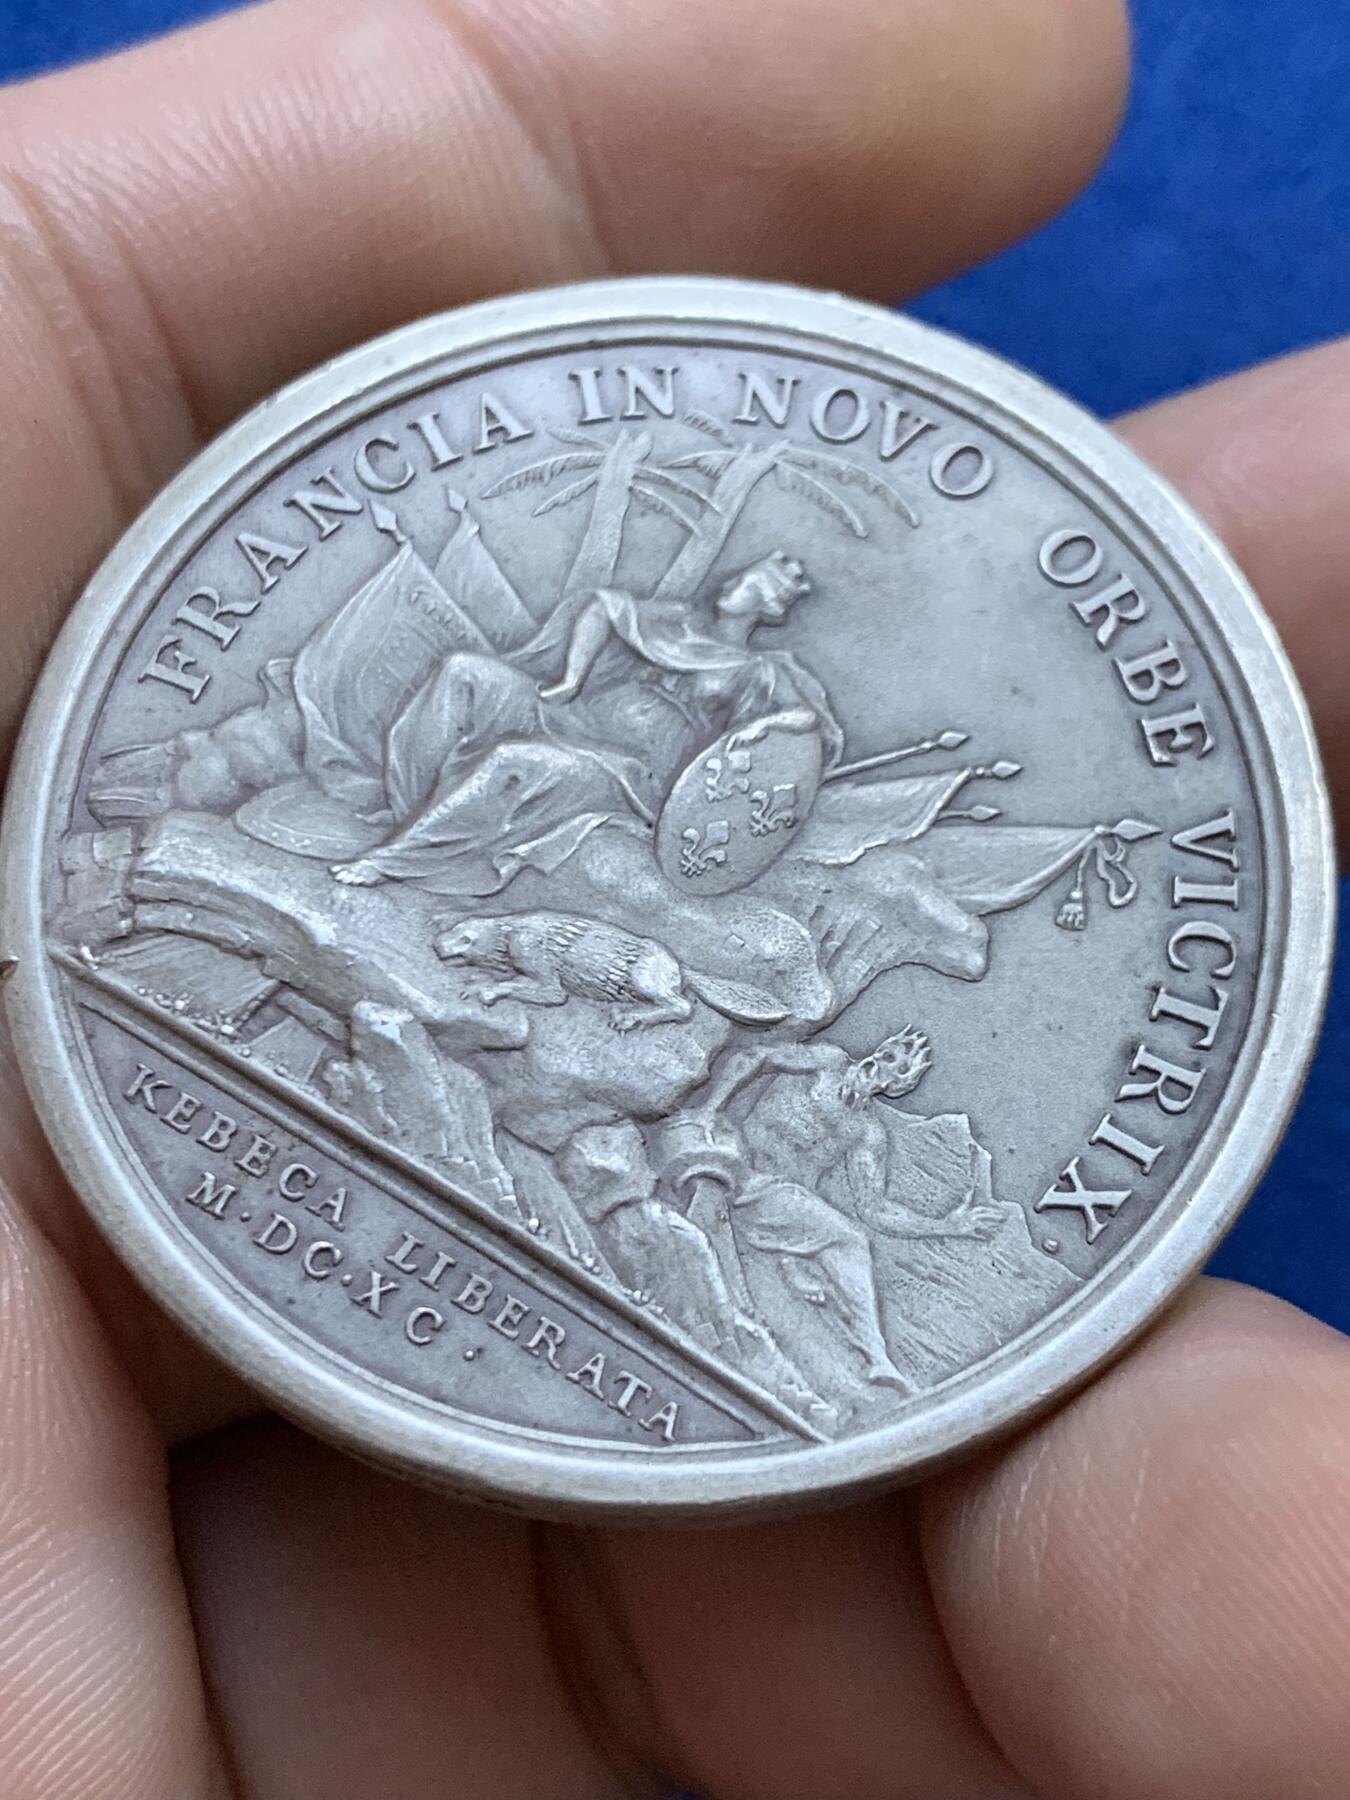 FRANCIA IN NOVO ORBE VICTRIX.
KEBECA LIBERATA
M·DC·XC·